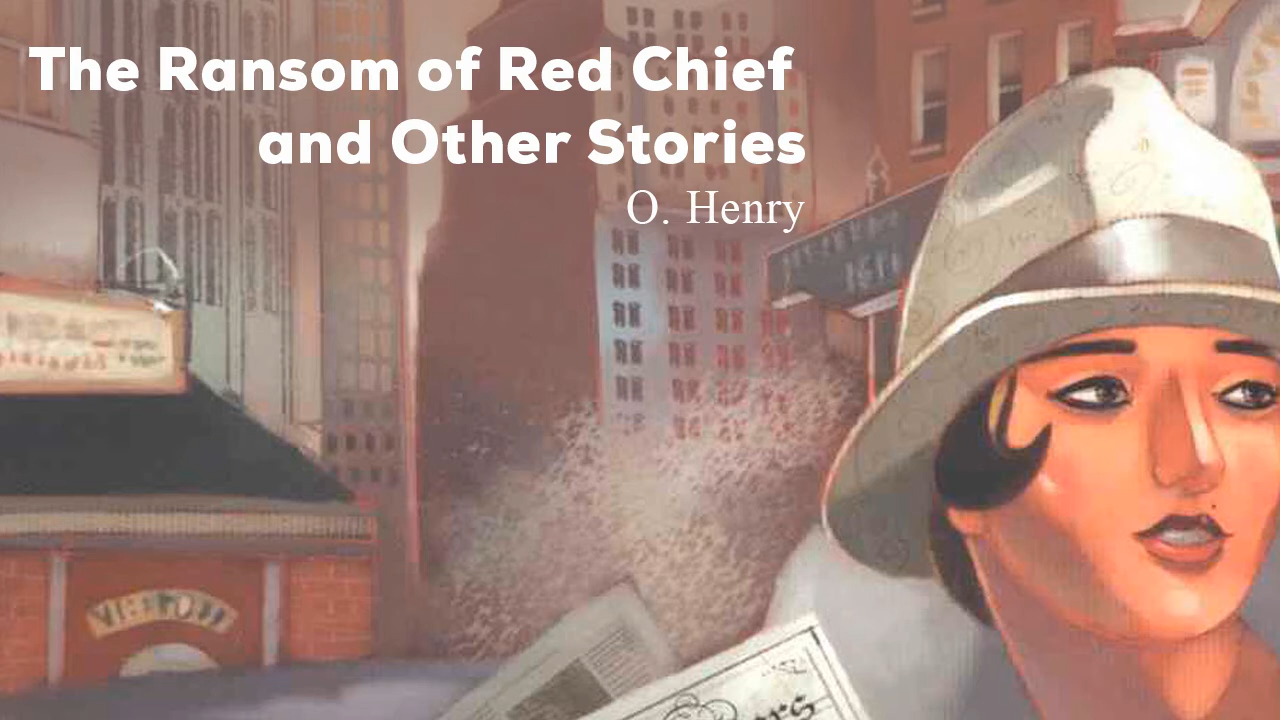 The Ransom of Red Chief
and Other Stories
O. Henry